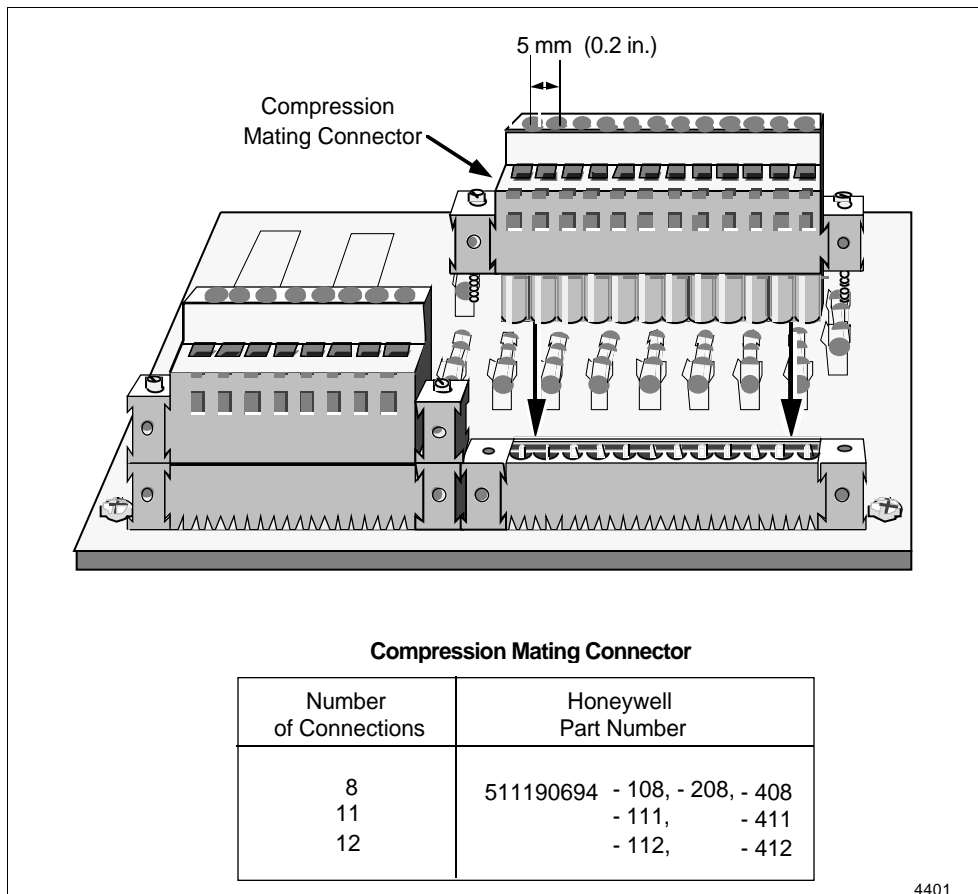 5 mm (0.2 in.)
Compression
Mating Connector
Compression Mating Connector
Number
of Connections
Honeywell
Part Number
8 511190694 - 108, - 208, - 408
11 - 111, - 411
12 - 112, - 412
4401